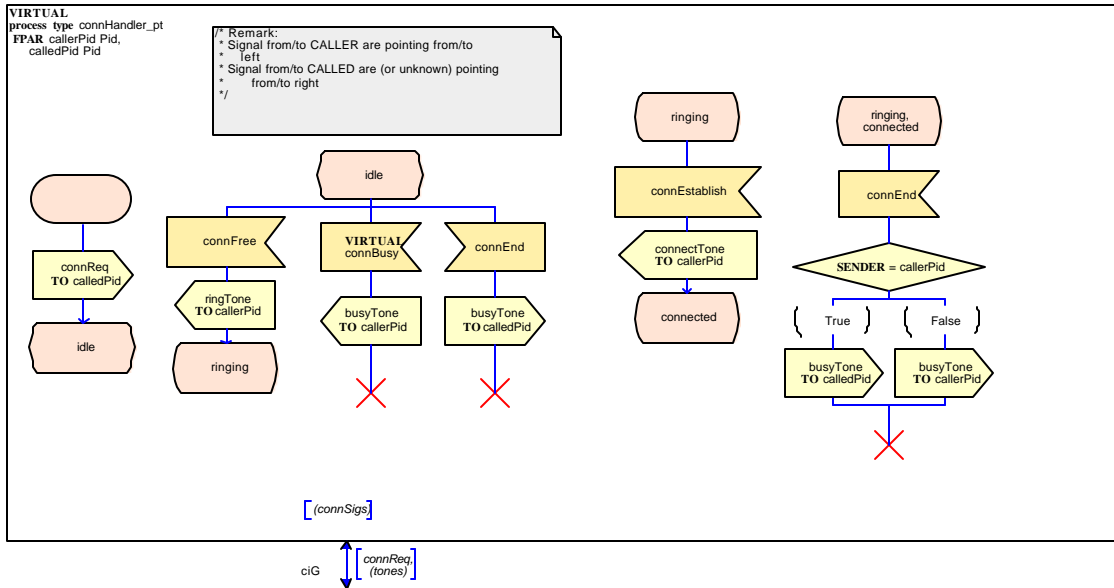 VIRTUAL
process type connHandler_pt
FPAR callerPid Pid,
calledPid Pid
/* Remark:
* Signal from/to CALLER are pointing from/to
* left
* Signal from/to CALLED are (or unknown) pointing
* from/to right
*/
connReq
TO calledPid
idle
idle
connFree
ringTone
TO callerPid
ringing
VIRTUAL
connBusy
busyTone
TO callerPid
connEnd
busyTone
TO calledPid
ringing
connEstablish
connectTone
TO callerPid
connected
ringing,
connected
connEnd
SENDER = callerPid
True
False
busyTone
TO calledPid
busyTone
TO callerPid
(connSigs)
ciG
connReq,
(tones)